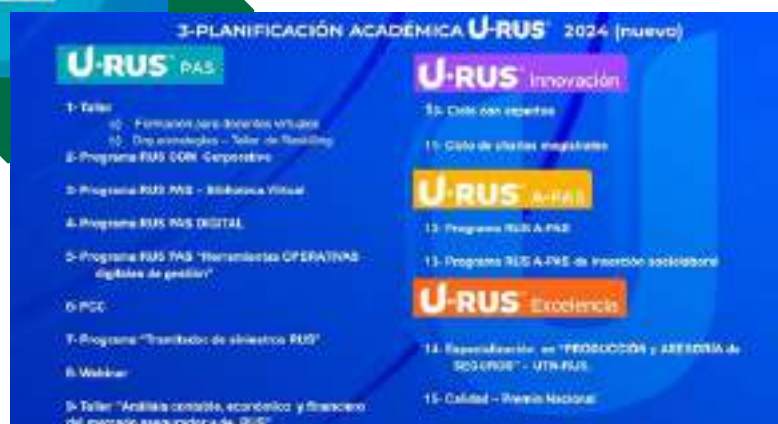 3-PLANIFICACIÓN ACADÉMICA U-RUS 2024 (nuevo)
U-RUS PAS
1- Taller
a) Formación para docentes virtuales
b) Org. – Taller de
2- Programa RUS COM Corporativo
3- Programa RUS PAS – Biblioteca Virtual
4- Programa RUS PAS DIGITAL
5- Programa RUS PAS "Herramientas OPERATIVAS
digitales de gestión"
6- PCC
7- Programa "Tramitador de siniestros RUS"
8- Webinar
9- Taller "Análisis contable, económico y financiero
del mercado asegurador y de RUS"
U-RUS Innovación
10- Ciclo con expertos
11- Ciclo de charlas magistrales
U-RUS A-PAS
12- Programa RUS A-PAS
13- Programa RUS A-PAS de inserción sociolaboral
U-RUS Excelencia
14- Especialización en "PRODUCCIÓN y ASESORÍA de
SEGUROS" – UTN-RUS.
15- Calidad – Premio Nacional